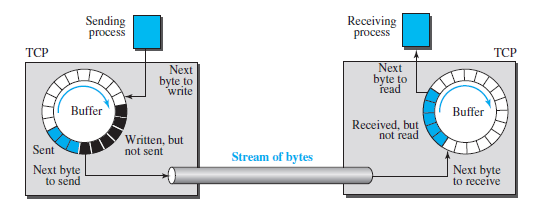 Sending
process
Receiving
process
TCP
TCP
Next
byte to
write
Next
byte to
read
Buffer
Buffer
Received, but
not read
Written, but
not sent
Sent
Stream of bytes
Next byte
to send
Next byte
to receive